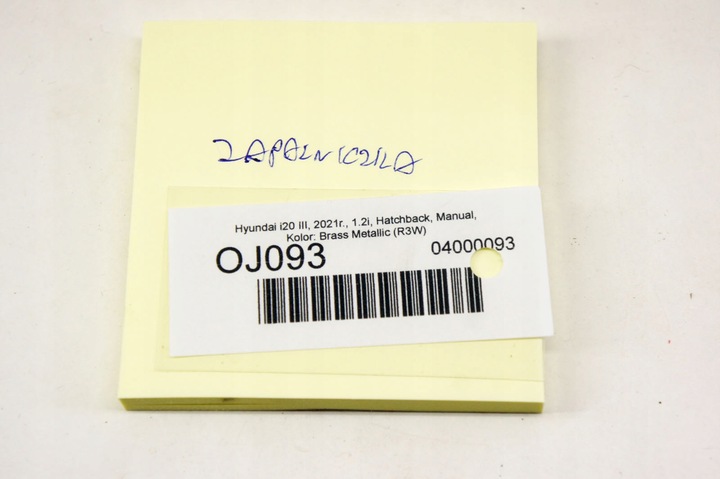 ZAPALNICZKA
Hyundai i20 III, 2021r., 1.2i, Hatchback, Manual,
Kolor: Brass Metallic (R3W)
OJ093 04000093